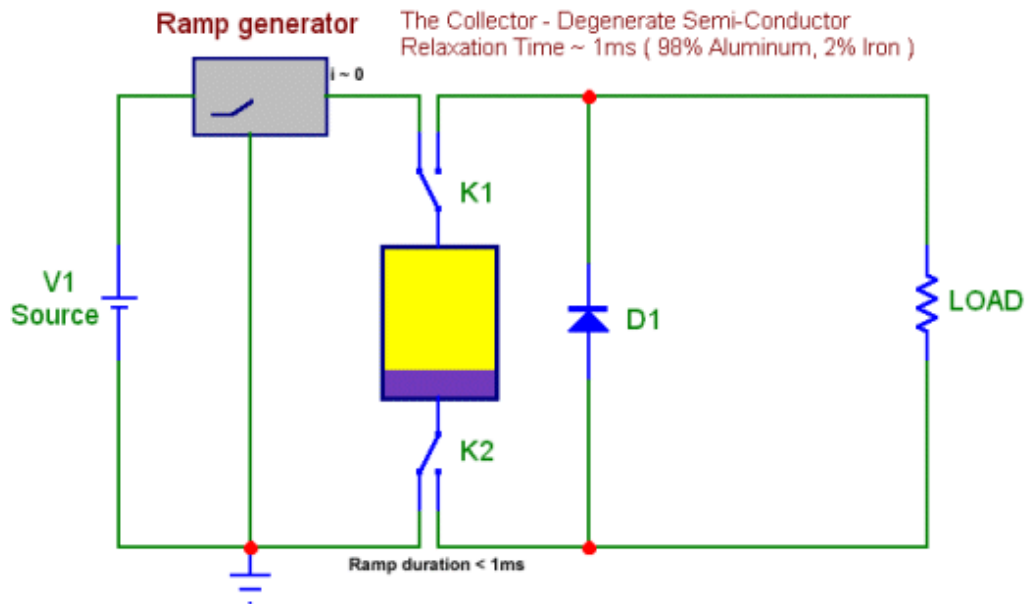 Ramp generator
The Collector - Degenerate Semi-Conductor
Relaxation Time ~ 1ms ( 98% Aluminum, 2% Iron )
i ~ 0
K1
V1
Source
D1
LOAD
K2
Ramp duration < 1ms